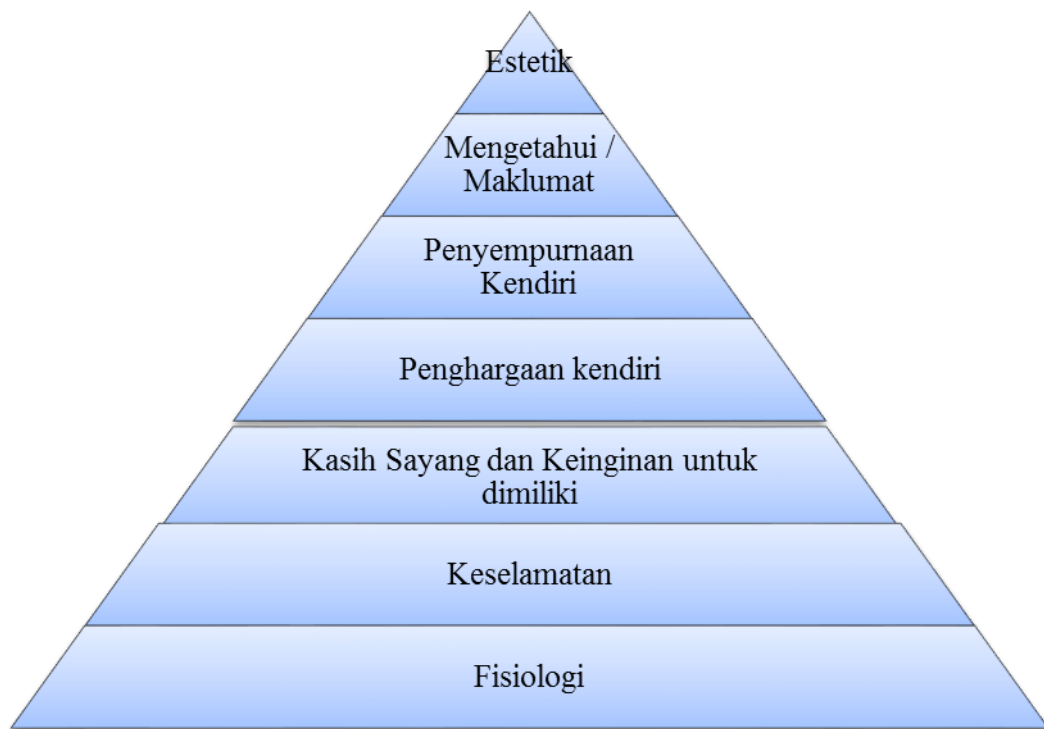 Estetik
Mengetahui /
Maklumat
Penyempurnaan
Kendiri
Penghargaan kendiri
Kasih Sayang dan Keinginan untuk
dimiliki
Keselamatan
Fisiologi